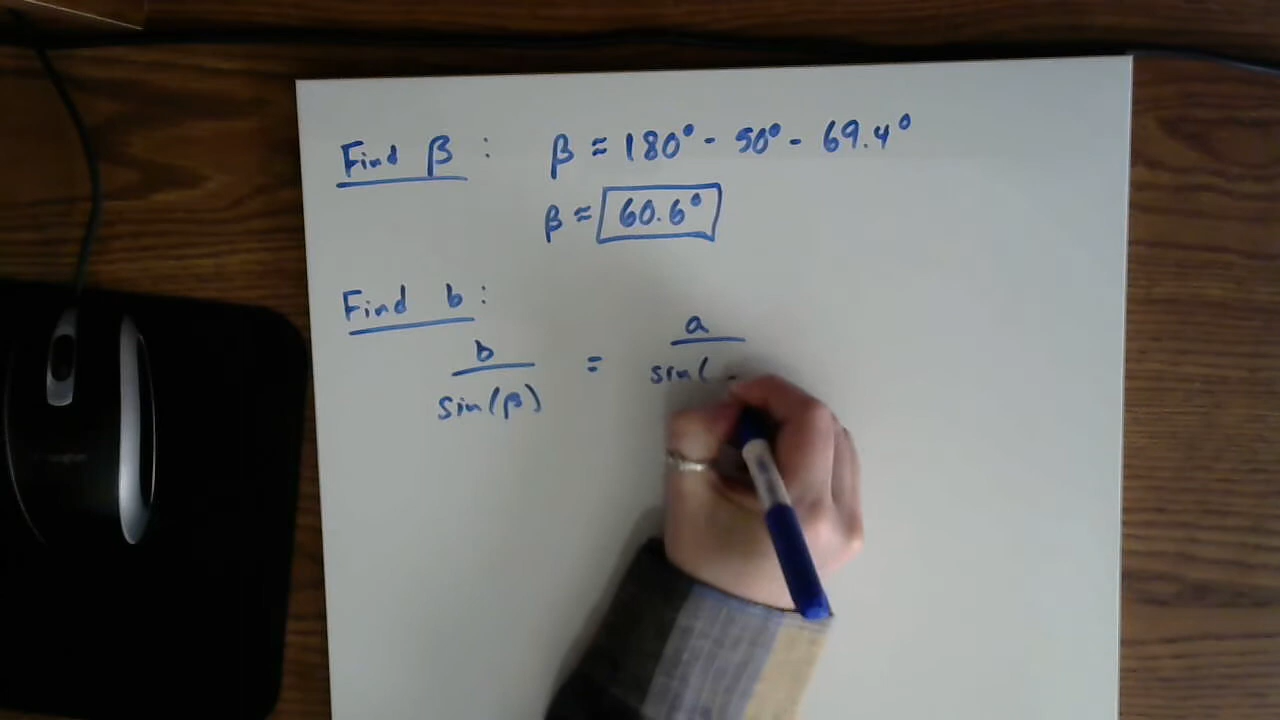 Find β : β ≈ 180° - 50° - 69.4°
β ≈ 60.6°
Find b :
b / sin(β) = a / sin(